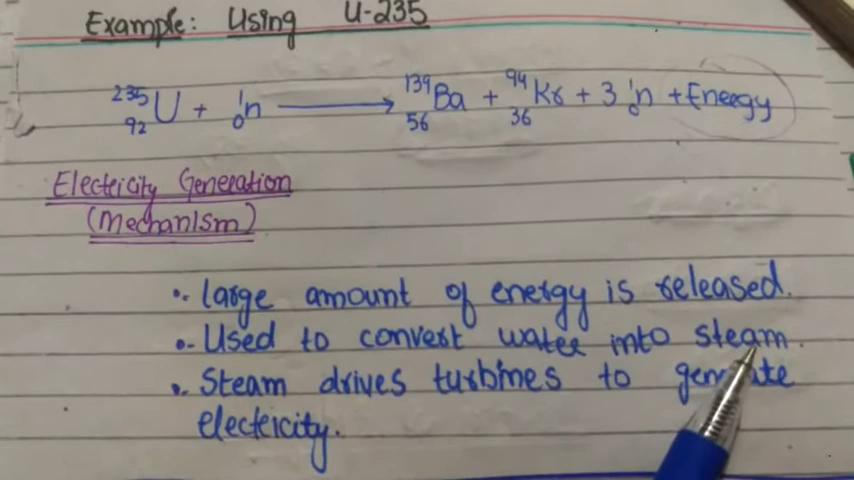 Example: Using U-235
²³⁵₉₂U + ¹₀n ⟶ ¹³⁹₅₆Ba + ⁹⁴₃₆Kr + 3 ¹₀n + Energy
Electricity Generation
(Mechanism)
•- Large amount of energy is released.
•- Used to convert water into steam.
•- Steam drives turbines to generate
electricity.